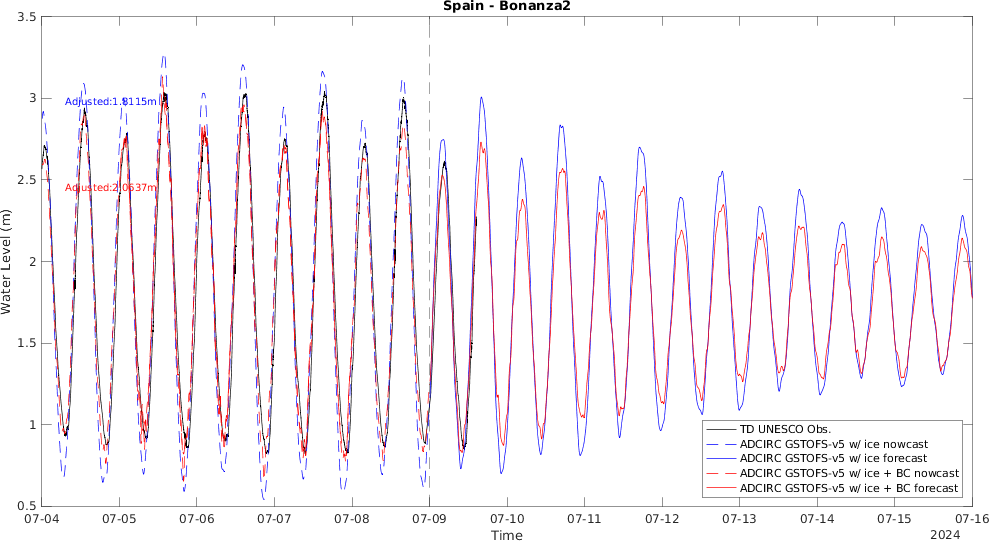 Spain - Bonanza2
3.5
3
2.5
2
1.5
1
0.5
Water Level (m)
Adjusted:1.8115m
Adjusted:2.0637m
TD UNESCO Obs.
ADCIRC GSTOFS-v5 w/ ice nowcast
ADCIRC GSTOFS-v5 w/ ice forecast
ADCIRC GSTOFS-v5 w/ ice + BC nowcast
ADCIRC GSTOFS-v5 w/ ice + BC forecast
07-04 07-05 07-06 07-07 07-08 07-09 07-10 07-11 07-12 07-13 07-14 07-15 07-16
Time
2024